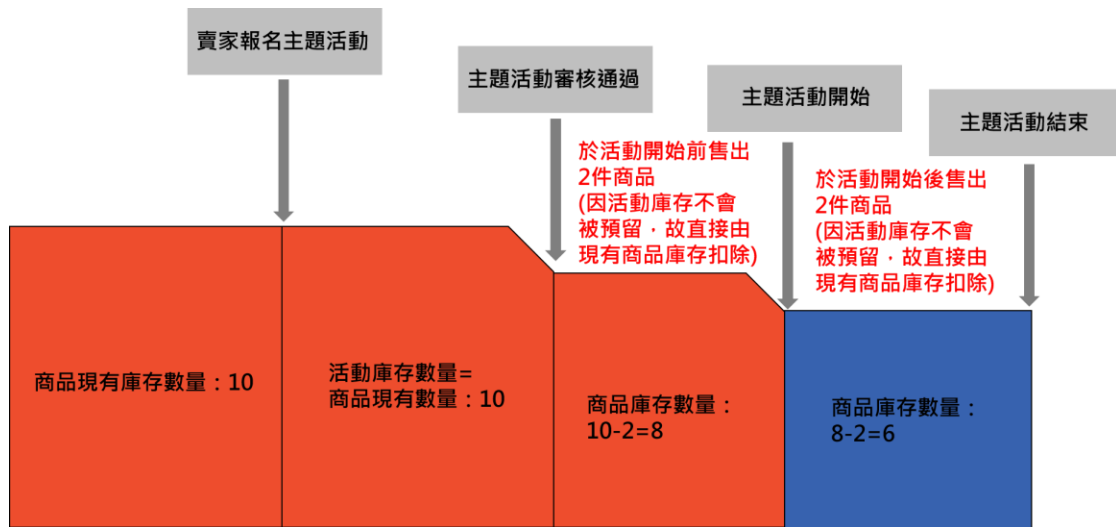 賣家報名主題活動
主題活動審核通過
主題活動開始
主題活動結束
於活動開始前售出
2件商品
(因活動庫存不會
被預留，故直接由
現有商品庫存扣除)
於活動開始後售出
2件商品
(因活動庫存不會
被預留，故直接由
現有商品庫存扣除)
商品現有庫存數量：10
活動庫存數量=
商品現有數量：10
商品庫存數量：
10-2=8
商品庫存數量：
8-2=6